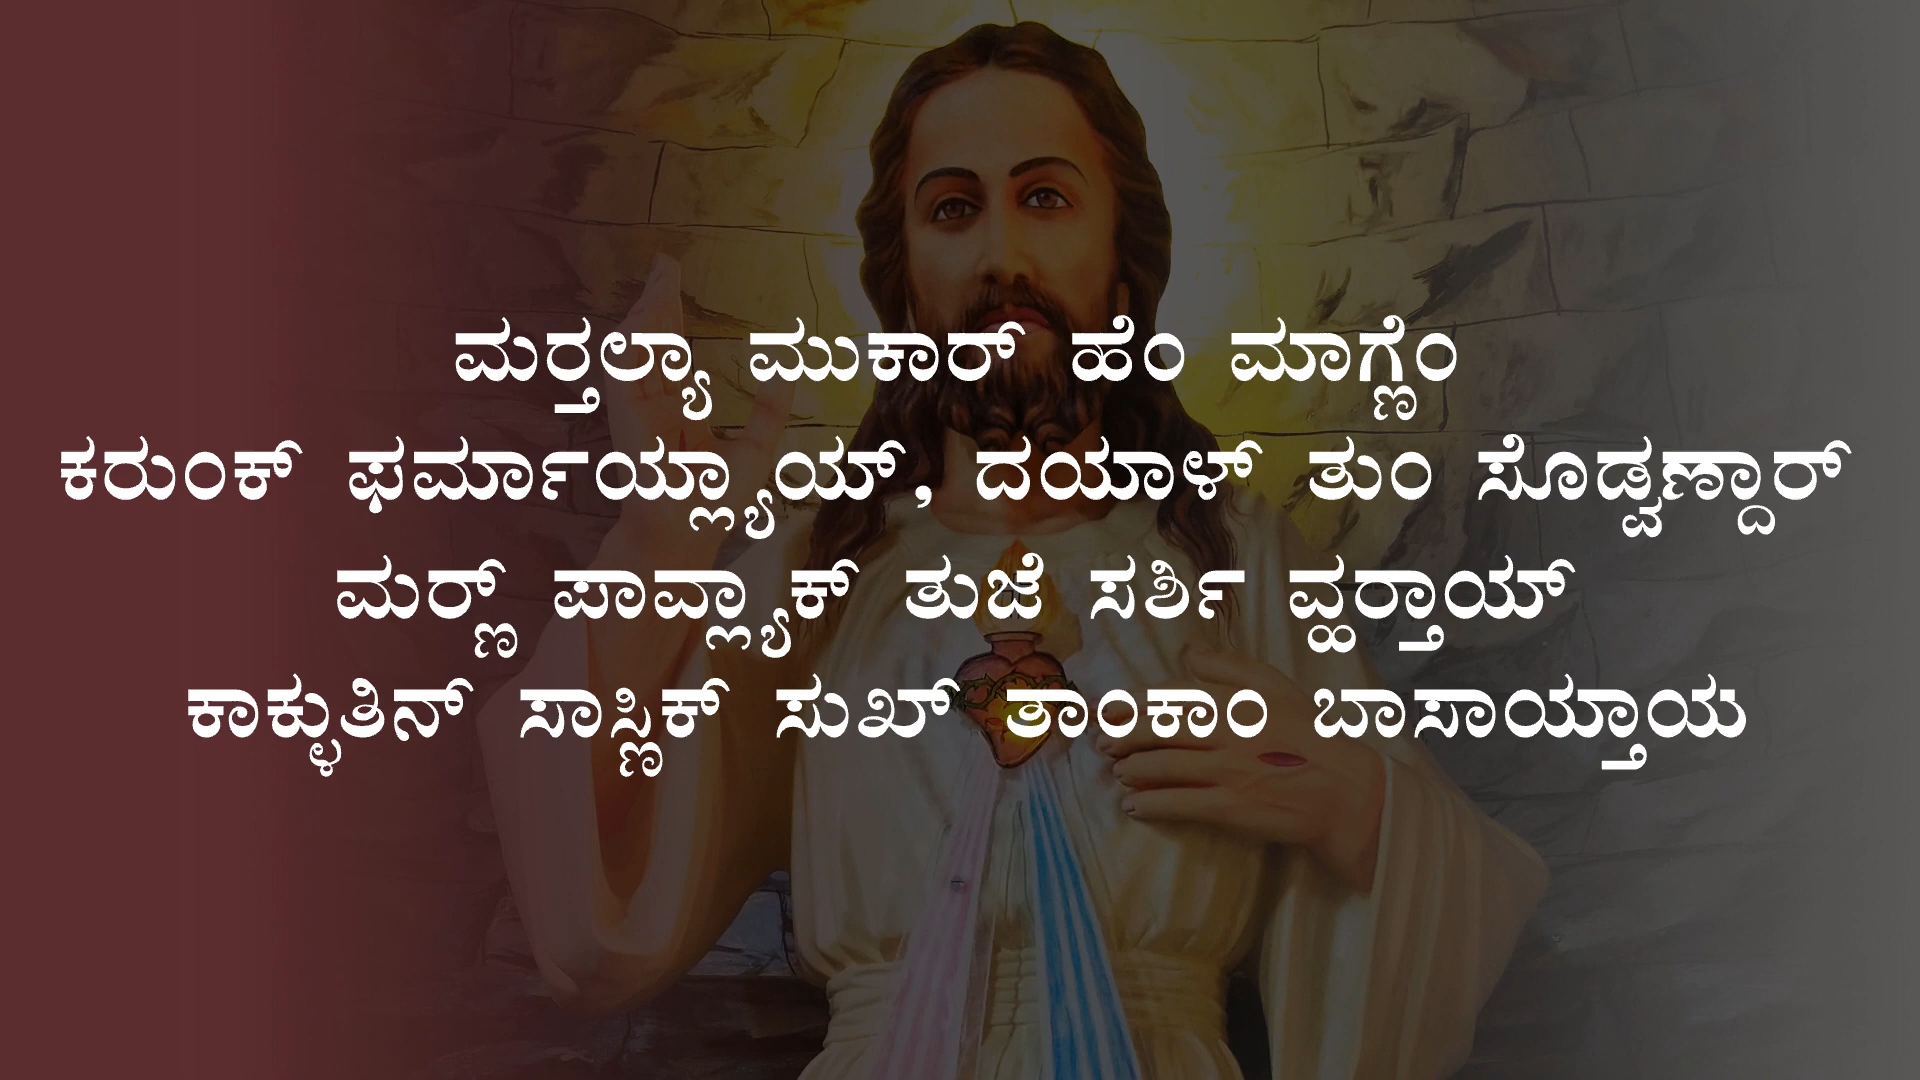 ಮರ‍್ತಲ್ಯಾ ಮುಕಾರ್ ಹೆಂ ಮಾಗ್ಣೆಂ
ಕರುಂಕ್ ಫರ್ಮಾಯ್ಲ್ಯಾಯ್, ದಯಾಳ್ ತುಂ ಸೊಡ್ವಣ್ದಾರ್
ಮರ‍್ಣ್ ಪಾವ್ಲ್ಯಾಕ್ ತುಜೆ ಸರ್ಶಿ ವ್ಹರ‍್ತಾಯ್
ಕಾಕ್ಳುತಿನ್ ಸಾಸ್ಣಿಕ್ ಸುಖ್ ತಾಂಕಾಂ ಬಾಸಾಯ್ತಾಯ